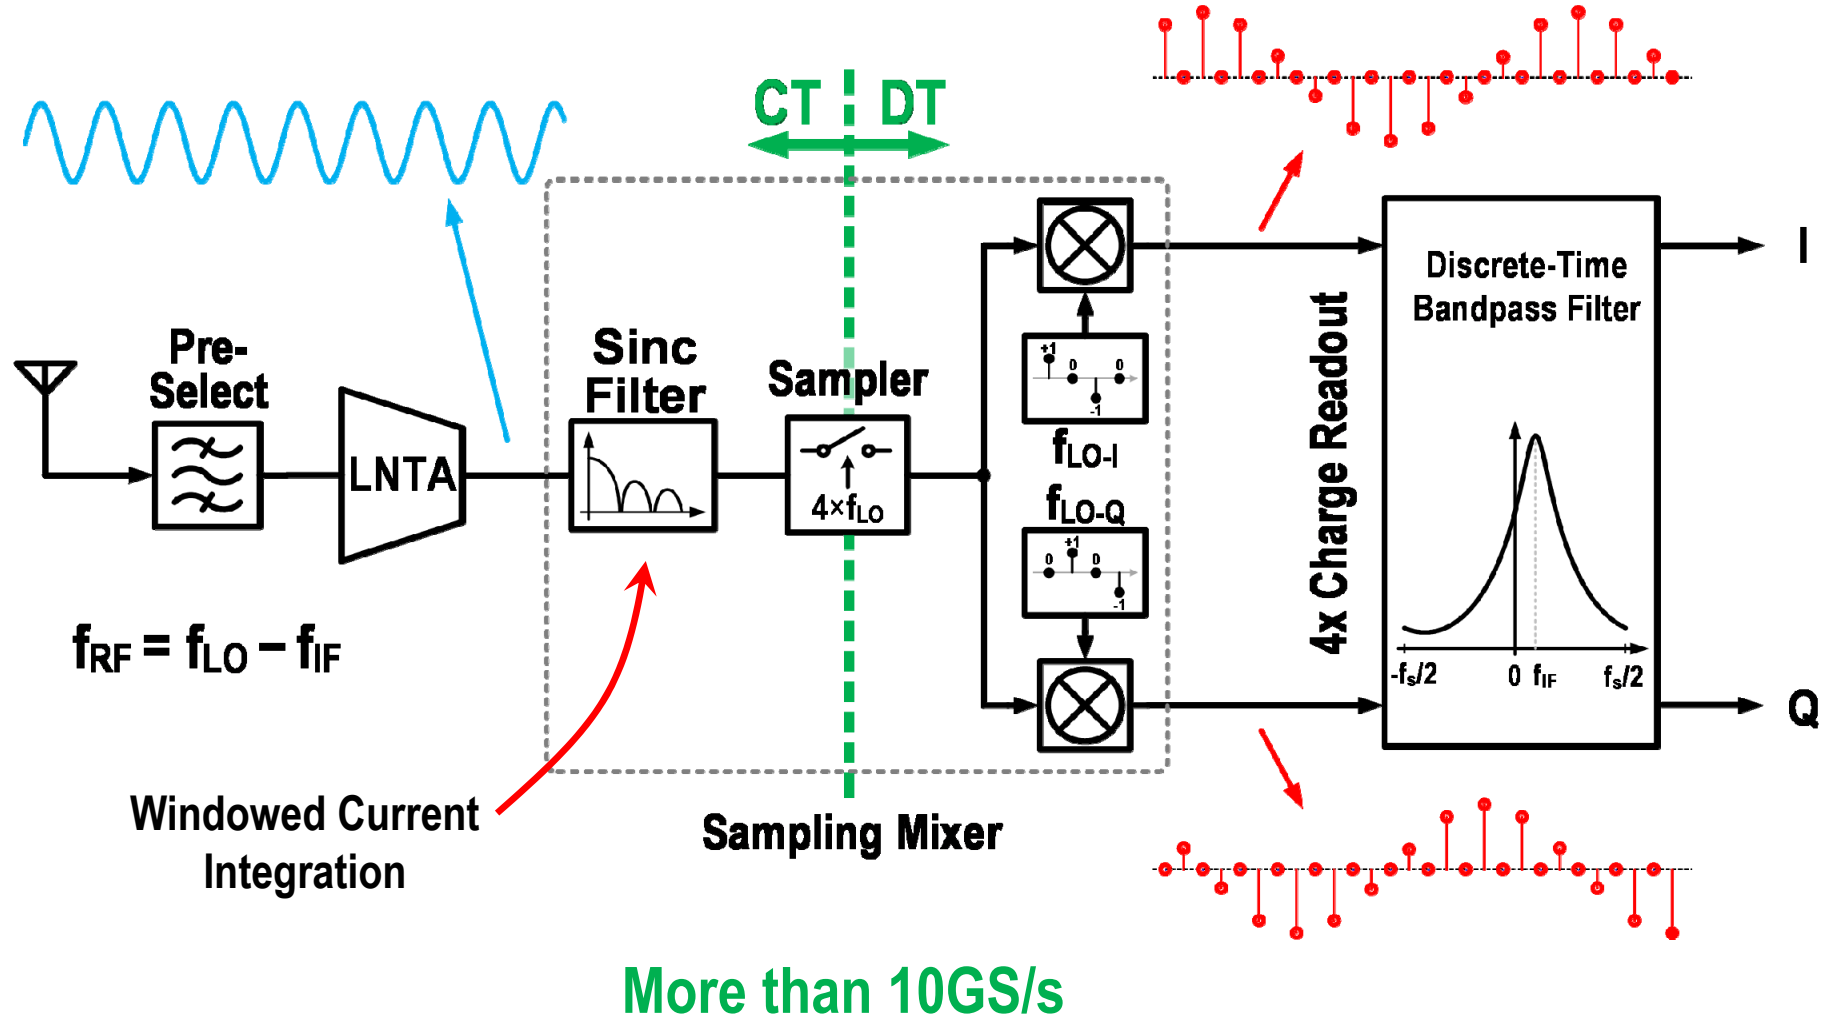 CT
DT
Pre-
Select
LNTA
Sinc
Filter
Sampler
4×fLO
+1
0
0
-1
fLO-I
fLO-Q
0
+1
0
-1
4x Charge Readout
Discrete-Time
Bandpass Filter
-fs/2
0
fIF
fs/2
I
Q
fRF = fLO – fIF
Windowed Current
Integration
Sampling Mixer
More than 10GS/s